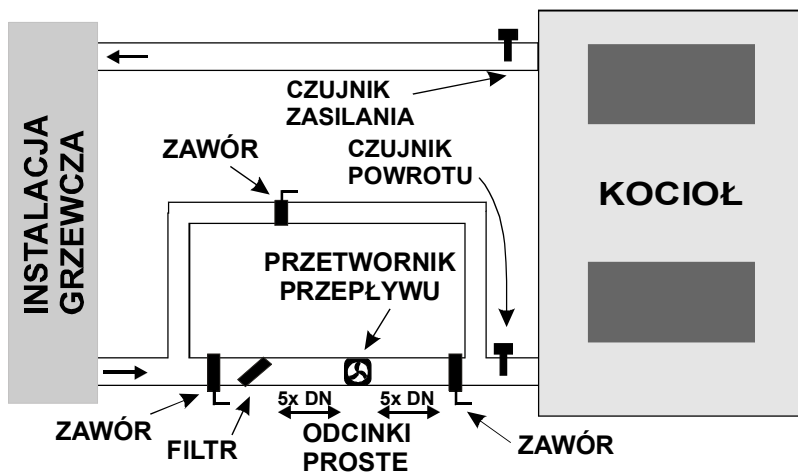 INSTALACJA
GRZEWCZA
CZUJNIK
ZASILANIA
KOCIOŁ
ZAWÓR
CZUJNIK
POWROTU
PRZETWORNIK
PRZEPŁYWU
ZAWÓR
FILTR
5x DN
5x DN
ODCINKI
PROSTE
ZAWÓR